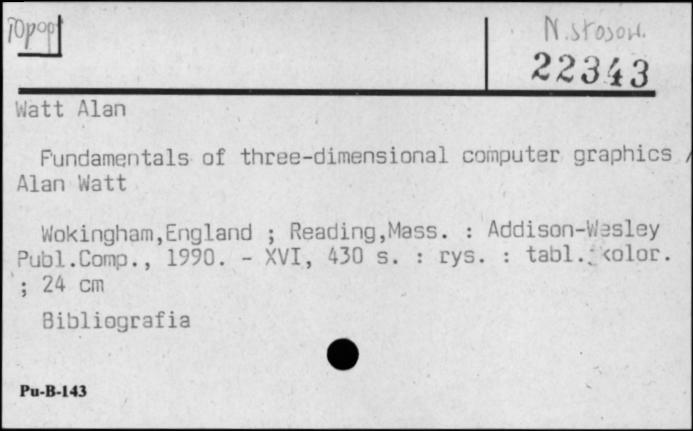 N. stosow.
22343
Watt Alan
Fundamentals of three-dimensional computer graphics /
Alan Watt
Wokingham,England ; Reading,Mass. : Addison-Wesley
Publ.Comp., 1990. - XVI, 430 s. : rys. : tabl. kolor.
; 24 cm
Bibliografia
Pu-B-143